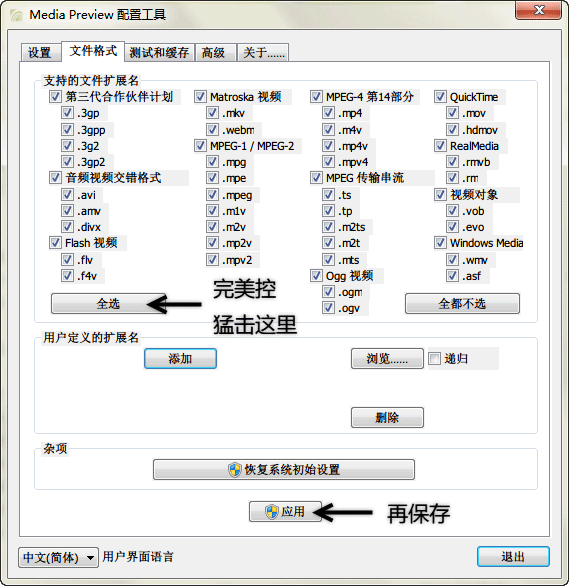 Media Preview 配置工具
设置 文件格式 测试和缓存 高级 关于......
支持的文件扩展名
第三代合作伙伴计划
.3gp
.3gpp
.3g2
.3gp2
音频视频交错格式
.avi
.amv
.divx
Flash 视频
.flv
.f4v
Matroska 视频
.mkv
.webm
MPEG-1 / MPEG-2
.mpg
.mpe
.mpeg
.m1v
.m2v
.mp2v
.mpv2
MPEG-4 第14部分
.mp4
.m4v
.mp4v
.mpv4
MPEG 传输串流
.ts
.tp
.m2ts
.m2t
.mts
Ogg 视频
.ogm
.ogv
QuickTime
.mov
.hdmov
RealMedia
.rmvb
.rm
视频对象
.vob
.evo
Windows Media
.wmv
.asf
全选
完美控
猛击这里
全都不选
用户定义的扩展名
添加
浏览......
递归
删除
杂项
恢复系统初始设置
应用
再保存
中文(简体) 用户界面语言
退出